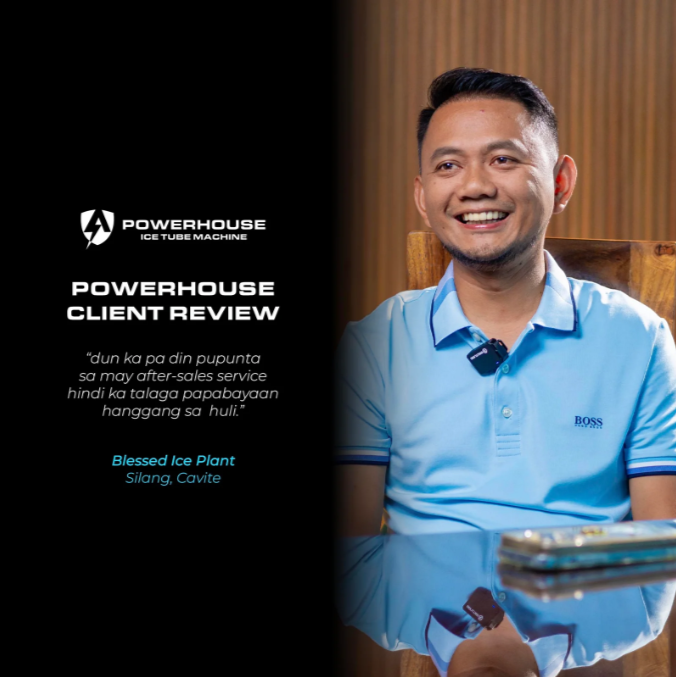 POWERHOUSE
ICE TUBE MACHINE
POWERHOUSE
CLIENT REVIEW
“dun ka pa din pupunta
sa may after-sales service
hindi ka talaga papabayaan
hanggang sa huli.”
Blessed Ice Plant
Silang, Cavite
BOSS